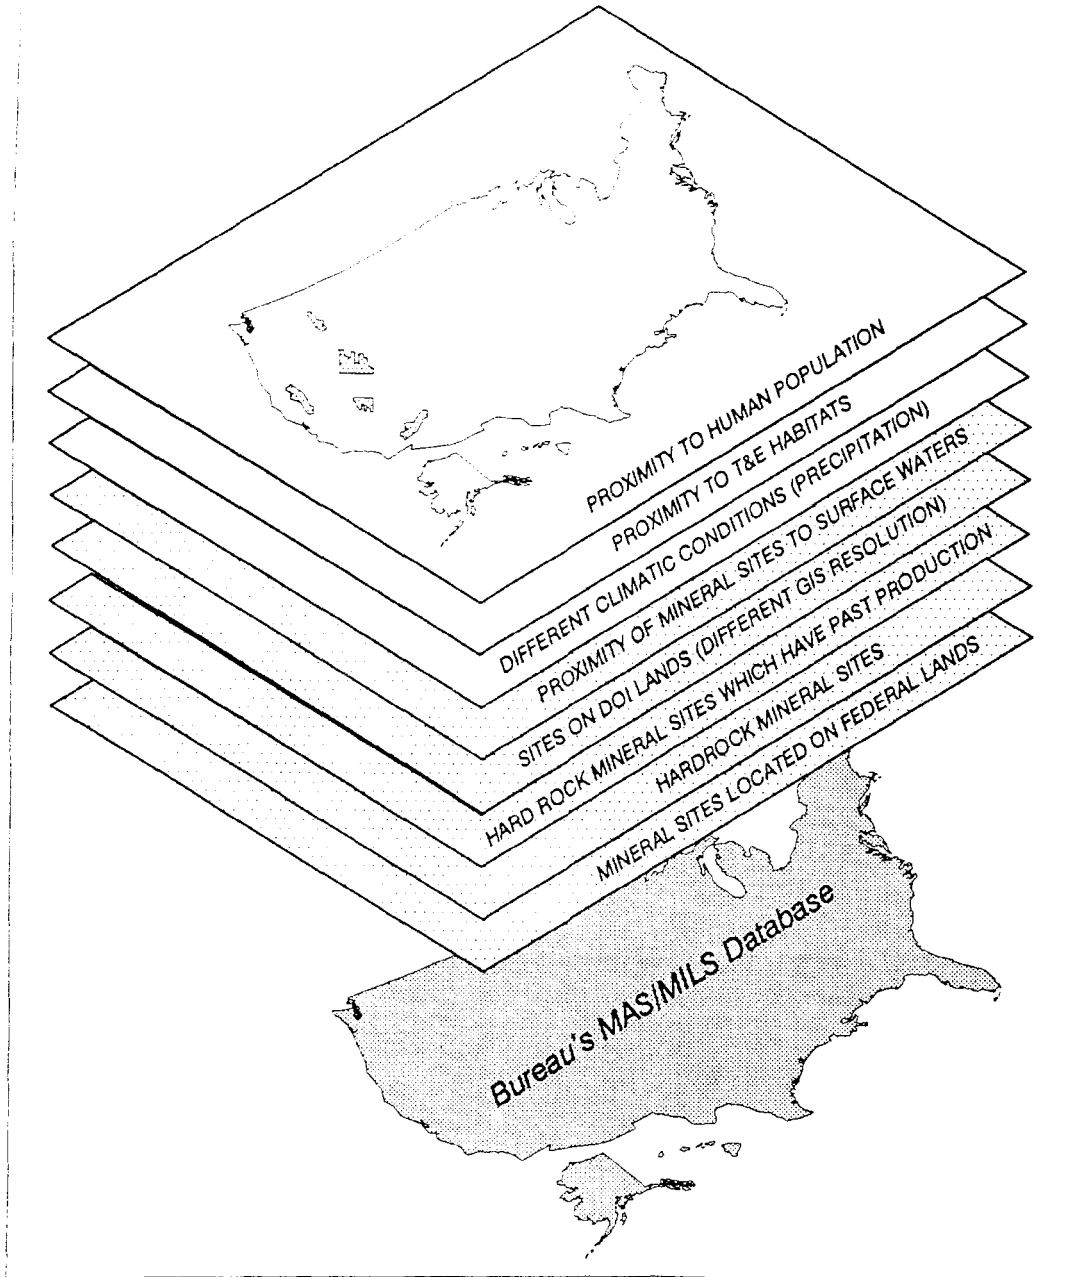 PROXIMITY TO HUMAN POPULATION
PROXIMITY TO T&E HABITATS
DIFFERENT CLIMATIC CONDITIONS (PRECIPITATION)
PROXIMITY OF MINERAL SITES TO SURFACE WATERS
SITES ON DOI LANDS (DIFFERENT GIS RESOLUTION)
HARD ROCK MINERAL SITES WHICH HAVE PAST PRODUCTION
HARDROCK MINERAL SITES
MINERAL SITES LOCATED ON FEDERAL LANDS
Bureau's MAS/MILS Database